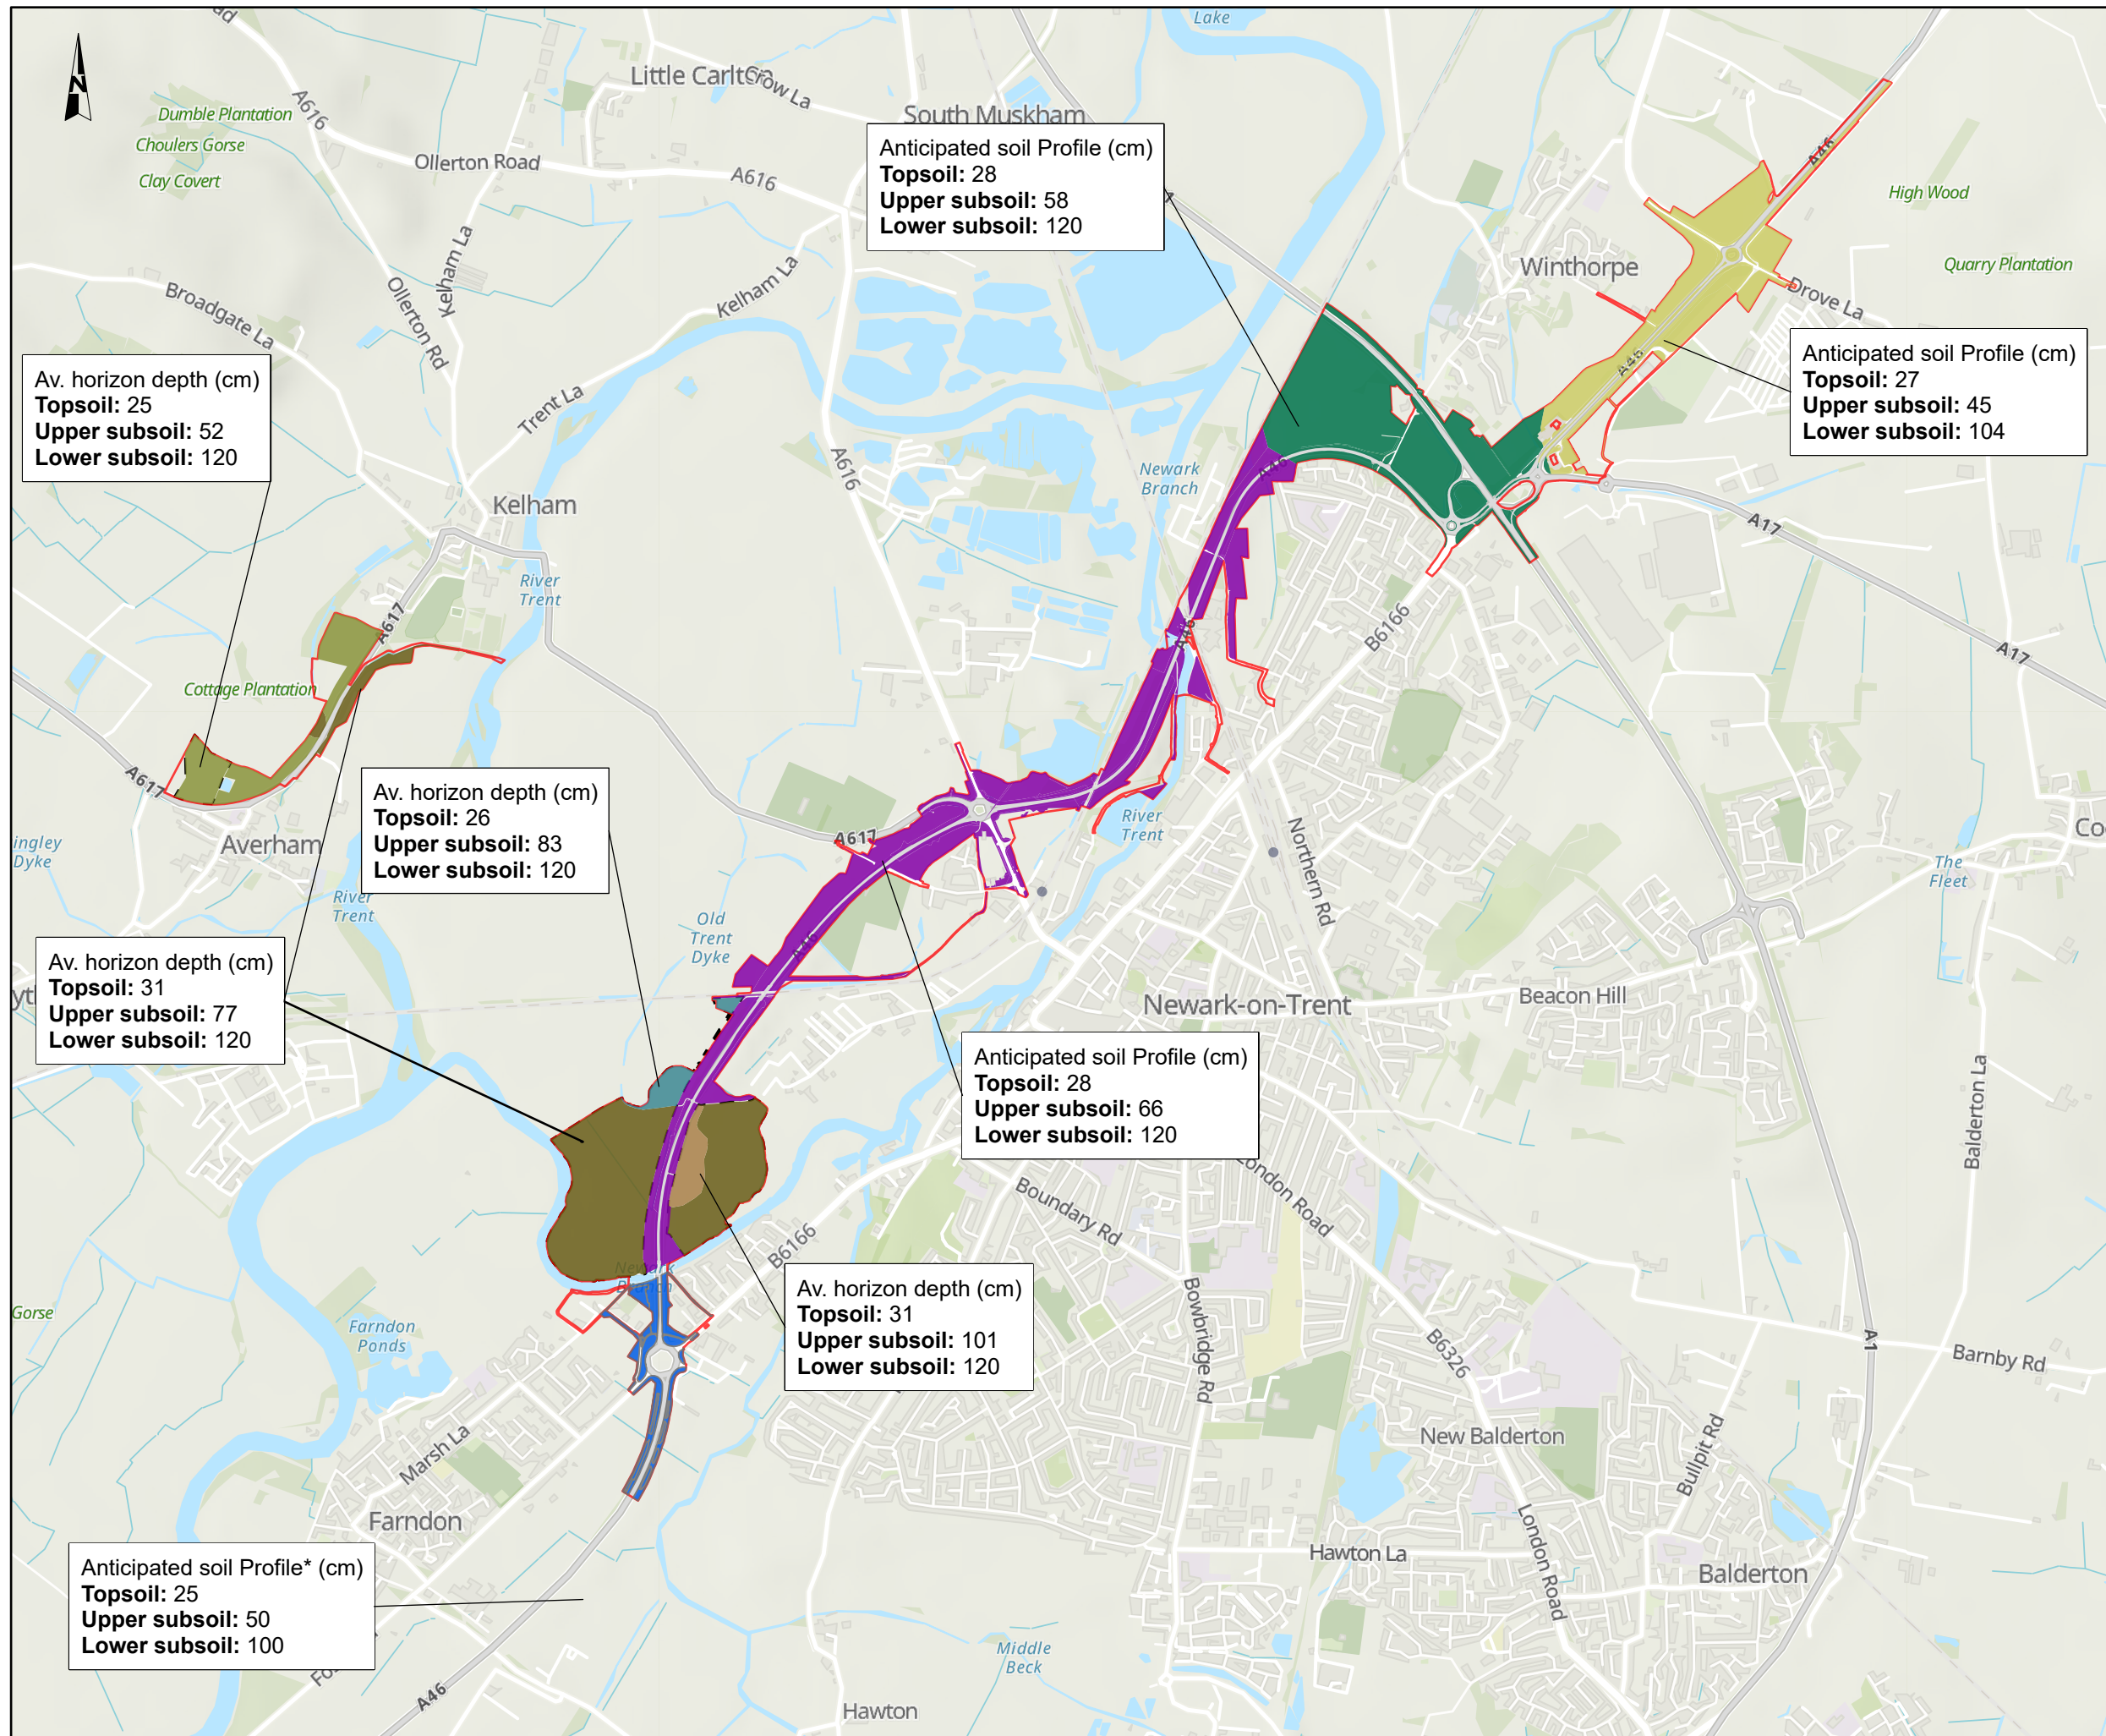 Lake
N
Little Carlton
Crow La
A616
South Muskham
Dumble Plantation
Choulers Gorse
Clay Covert
Ollerton Road
A616
Anticipated soil Profile (cm)
Topsoil: 28
Upper subsoil: 58
Lower subsoil: 120
A46
High Wood
Winthorpe
Quarry Plantation
Drove La
Kelham La
Kelham La
Broadgate La
Ollerton Rd
Av. horizon depth (cm)
Topsoil: 25
Upper subsoil: 52
Lower subsoil: 120
Anticipated soil Profile (cm)
Topsoil: 27
Upper subsoil: 45
Lower subsoil: 104
A46
Trent La
A616
A46
Newark
Branch
Kelham
A17
River
Trent
A617
B6166
A46
A17
Cottage Plantation
A617
Av. horizon depth (cm)
Topsoil: 26
Upper subsoil: 83
Lower subsoil: 120
River
Trent
A617
Northern Rd
Averham
ingley
Dyke
Co
The
Fleet
River
Trent
Old
Trent
Dyke
A46
Av. horizon depth (cm)
Topsoil: 31
Upper subsoil: 77
Lower subsoil: 120
Newark-on-Trent
Beacon Hill
Anticipated soil Profile (cm)
Topsoil: 28
Upper subsoil: 66
Lower subsoil: 120
Balderton La
London Road
Boundary Rd
B6166
Newark
Branch
Av. horizon depth (cm)
Topsoil: 31
Upper subsoil: 101
Lower subsoil: 120
Gorse
Farndon
Ponds
Bowbridge Rd
B6326
A1
Barnby Rd
Marsh La
New Balderton
Bullpit Rd
Farndon
London Road
Hawton La
Balderton
Anticipated soil Profile* (cm)
Topsoil: 25
Upper subsoil: 50
Lower subsoil: 100
Middle
Beck
A46
Hawton